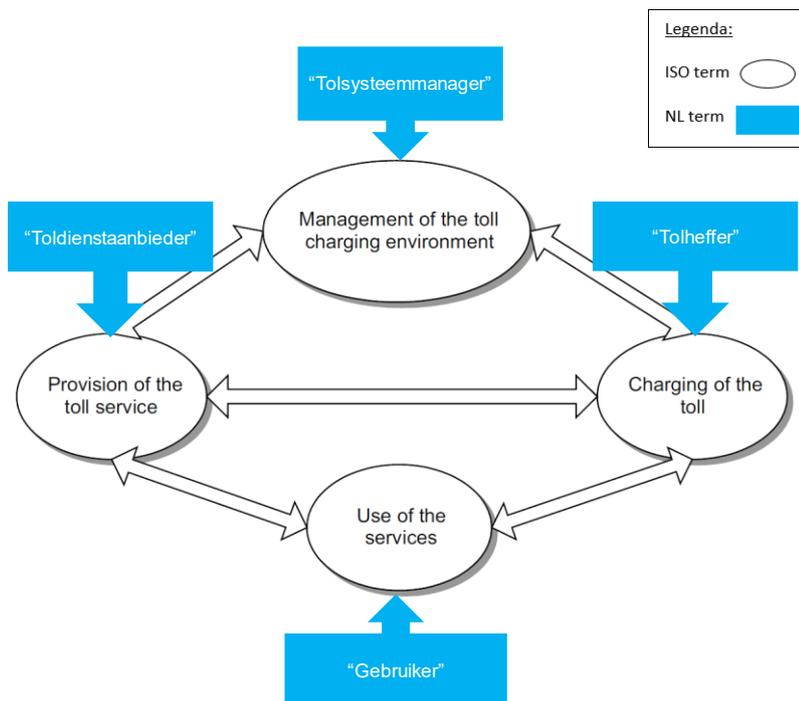 Legenda:
ISO term
NL term
“Tolsysteemmanager”
Management of the toll
charging environment
“Toldienstaanbieder”
“Tolheffer”
Provision of the
toll service
Charging of the
toll
Use of the
services
“Gebruiker”